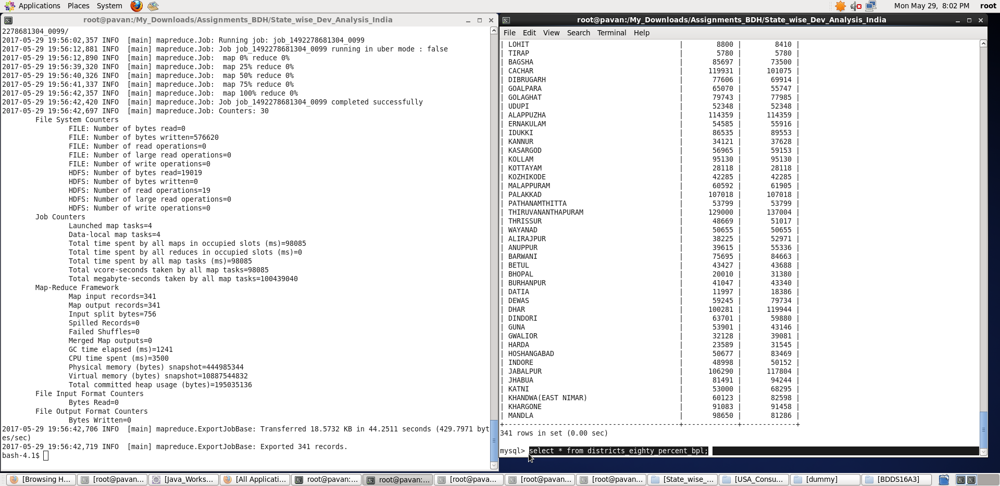 Applications Places System
Mon May 29, 8:02 PM root
root@pavan:/My_Downloads/Assignments_BDH/State_wise_Dev_Analysis_India
2278681304_0099/
2017-05-29 19:56:02,357 INFO  [main] mapreduce.Job: Running job: job_1492278681304_0099
2017-05-29 19:56:12,881 INFO  [main] mapreduce.Job: Job job_1492278681304_0099 running in uber mode : false
2017-05-29 19:56:12,890 INFO  [main] mapreduce.Job:  map 0% reduce 0%
2017-05-29 19:56:39,320 INFO  [main] mapreduce.Job:  map 25% reduce 0%
2017-05-29 19:56:40,326 INFO  [main] mapreduce.Job:  map 50% reduce 0%
2017-05-29 19:56:41,337 INFO  [main] mapreduce.Job:  map 75% reduce 0%
2017-05-29 19:56:42,357 INFO  [main] mapreduce.Job:  map 100% reduce 0%
2017-05-29 19:56:42,420 INFO  [main] mapreduce.Job: Job job_1492278681304_0099 completed successfully
2017-05-29 19:56:42,697 INFO  [main] mapreduce.Job: Counters: 30
File System Counters
FILE: Number of bytes read=0
FILE: Number of bytes written=576620
FILE: Number of read operations=0
FILE: Number of large read operations=0
FILE: Number of write operations=0
HDFS: Number of bytes read=19019
HDFS: Number of bytes written=0
HDFS: Number of read operations=19
HDFS: Number of large read operations=0
HDFS: Number of write operations=0
Job Counters
Launched map tasks=4
Data-local map tasks=4
Total time spent by all maps in occupied slots (ms)=98085
Total time spent by all reduces in occupied slots (ms)=0
Total time spent by all map tasks (ms)=98085
Total vcore-seconds taken by all map tasks=98085
Total megabyte-seconds taken by all map tasks=100439040
Map-Reduce Framework
Map input records=341
Map output records=341
Input split bytes=756
Spilled Records=0
Failed Shuffles=0
Merged Map outputs=0
GC time elapsed (ms)=1241
CPU time spent (ms)=3500
Physical memory (bytes) snapshot=444985344
Virtual memory (bytes) snapshot=10887544832
Total committed heap usage (bytes)=195035136
File Input Format Counters
Bytes Read=0
File Output Format Counters
Bytes Written=0
2017-05-29 19:56:42,706 INFO  [main] mapreduce.ExportJobBase: Transferred 18.5732 KB in 44.2511 seconds (429.7971 byt
es/sec)
2017-05-29 19:56:42,719 INFO  [main] mapreduce.ExportJobBase: Exported 341 records.
bash-4.1$
root@pavan:/My_Downloads/Assignments_BDH/State_wise_Dev_Analysis_India
File Edit View Search Terminal Help
| LOHIT | 8800 | 8410 |
| TIRAP | 5780 | 5780 |
| BAGSHA | 85697 | 73500 |
| CACHAR | 119931 | 101075 |
| DIBRUGARH | 77606 | 69914 |
| GOALPARA | 65070 | 55747 |
| GOLAGHAT | 79743 | 77985 |
| UDUPI | 52348 | 52348 |
| ALAPPUZHA | 114359 | 114359 |
| ERNAKULAM | 54585 | 55916 |
| IDUKKI | 86535 | 89553 |
| KANNUR | 34121 | 37628 |
| KASARGOD | 56965 | 59153 |
| KOLLAM | 95130 | 95130 |
| KOTTAYAM | 28118 | 28118 |
| KOZHIKODE | 42285 | 42285 |
| MALAPPURAM | 60592 | 61905 |
| PALAKKAD | 107018 | 107018 |
| PATHANAMTHITTA | 53799 | 53799 |
| THIRUVANANTHAPURAM | 129000 | 137004 |
| THRISSUR | 48669 | 51017 |
| WAYANAD | 50655 | 50655 |
| ALIRAJPUR | 38225 | 52971 |
| ANUPPUR | 39615 | 55336 |
| BARWANI | 75695 | 84663 |
| BETUL | 43427 | 43688 |
| BHOPAL | 20010 | 31380 |
| BURHANPUR | 41047 | 43340 |
| DATIA | 11997 | 18386 |
| DEWAS | 59245 | 79734 |
| DHAR | 100281 | 119944 |
| DINDORI | 63701 | 59880 |
| GUNA | 53901 | 43146 |
| GWALIOR | 32128 | 39081 |
| HARDA | 23589 | 31545 |
| HOSHANGABAD | 50677 | 83469 |
| INDORE | 48998 | 50152 |
| JABALPUR | 106290 | 117804 |
| JHABUA | 81491 | 94244 |
| KATNI | 53000 | 68295 |
| KHANDWA(EAST NIMAR) | 60123 | 82598 |
| KHARGONE | 91083 | 91458 |
| MANDLA | 98650 | 81286 |
+------------------------------------------+-------------+-------------+
341 rows in set (0.00 sec)
mysql> select * from districts_eighty_percent_bpl;
[Browsing H... [root@pavan:... [Java_Works... [All Applicati... root@pavan:... root@pavan:... [root@pava... [root@pavan... [root@pavan... [State_wise_... [USA_Consu... [dummy] [BDDS16A3]